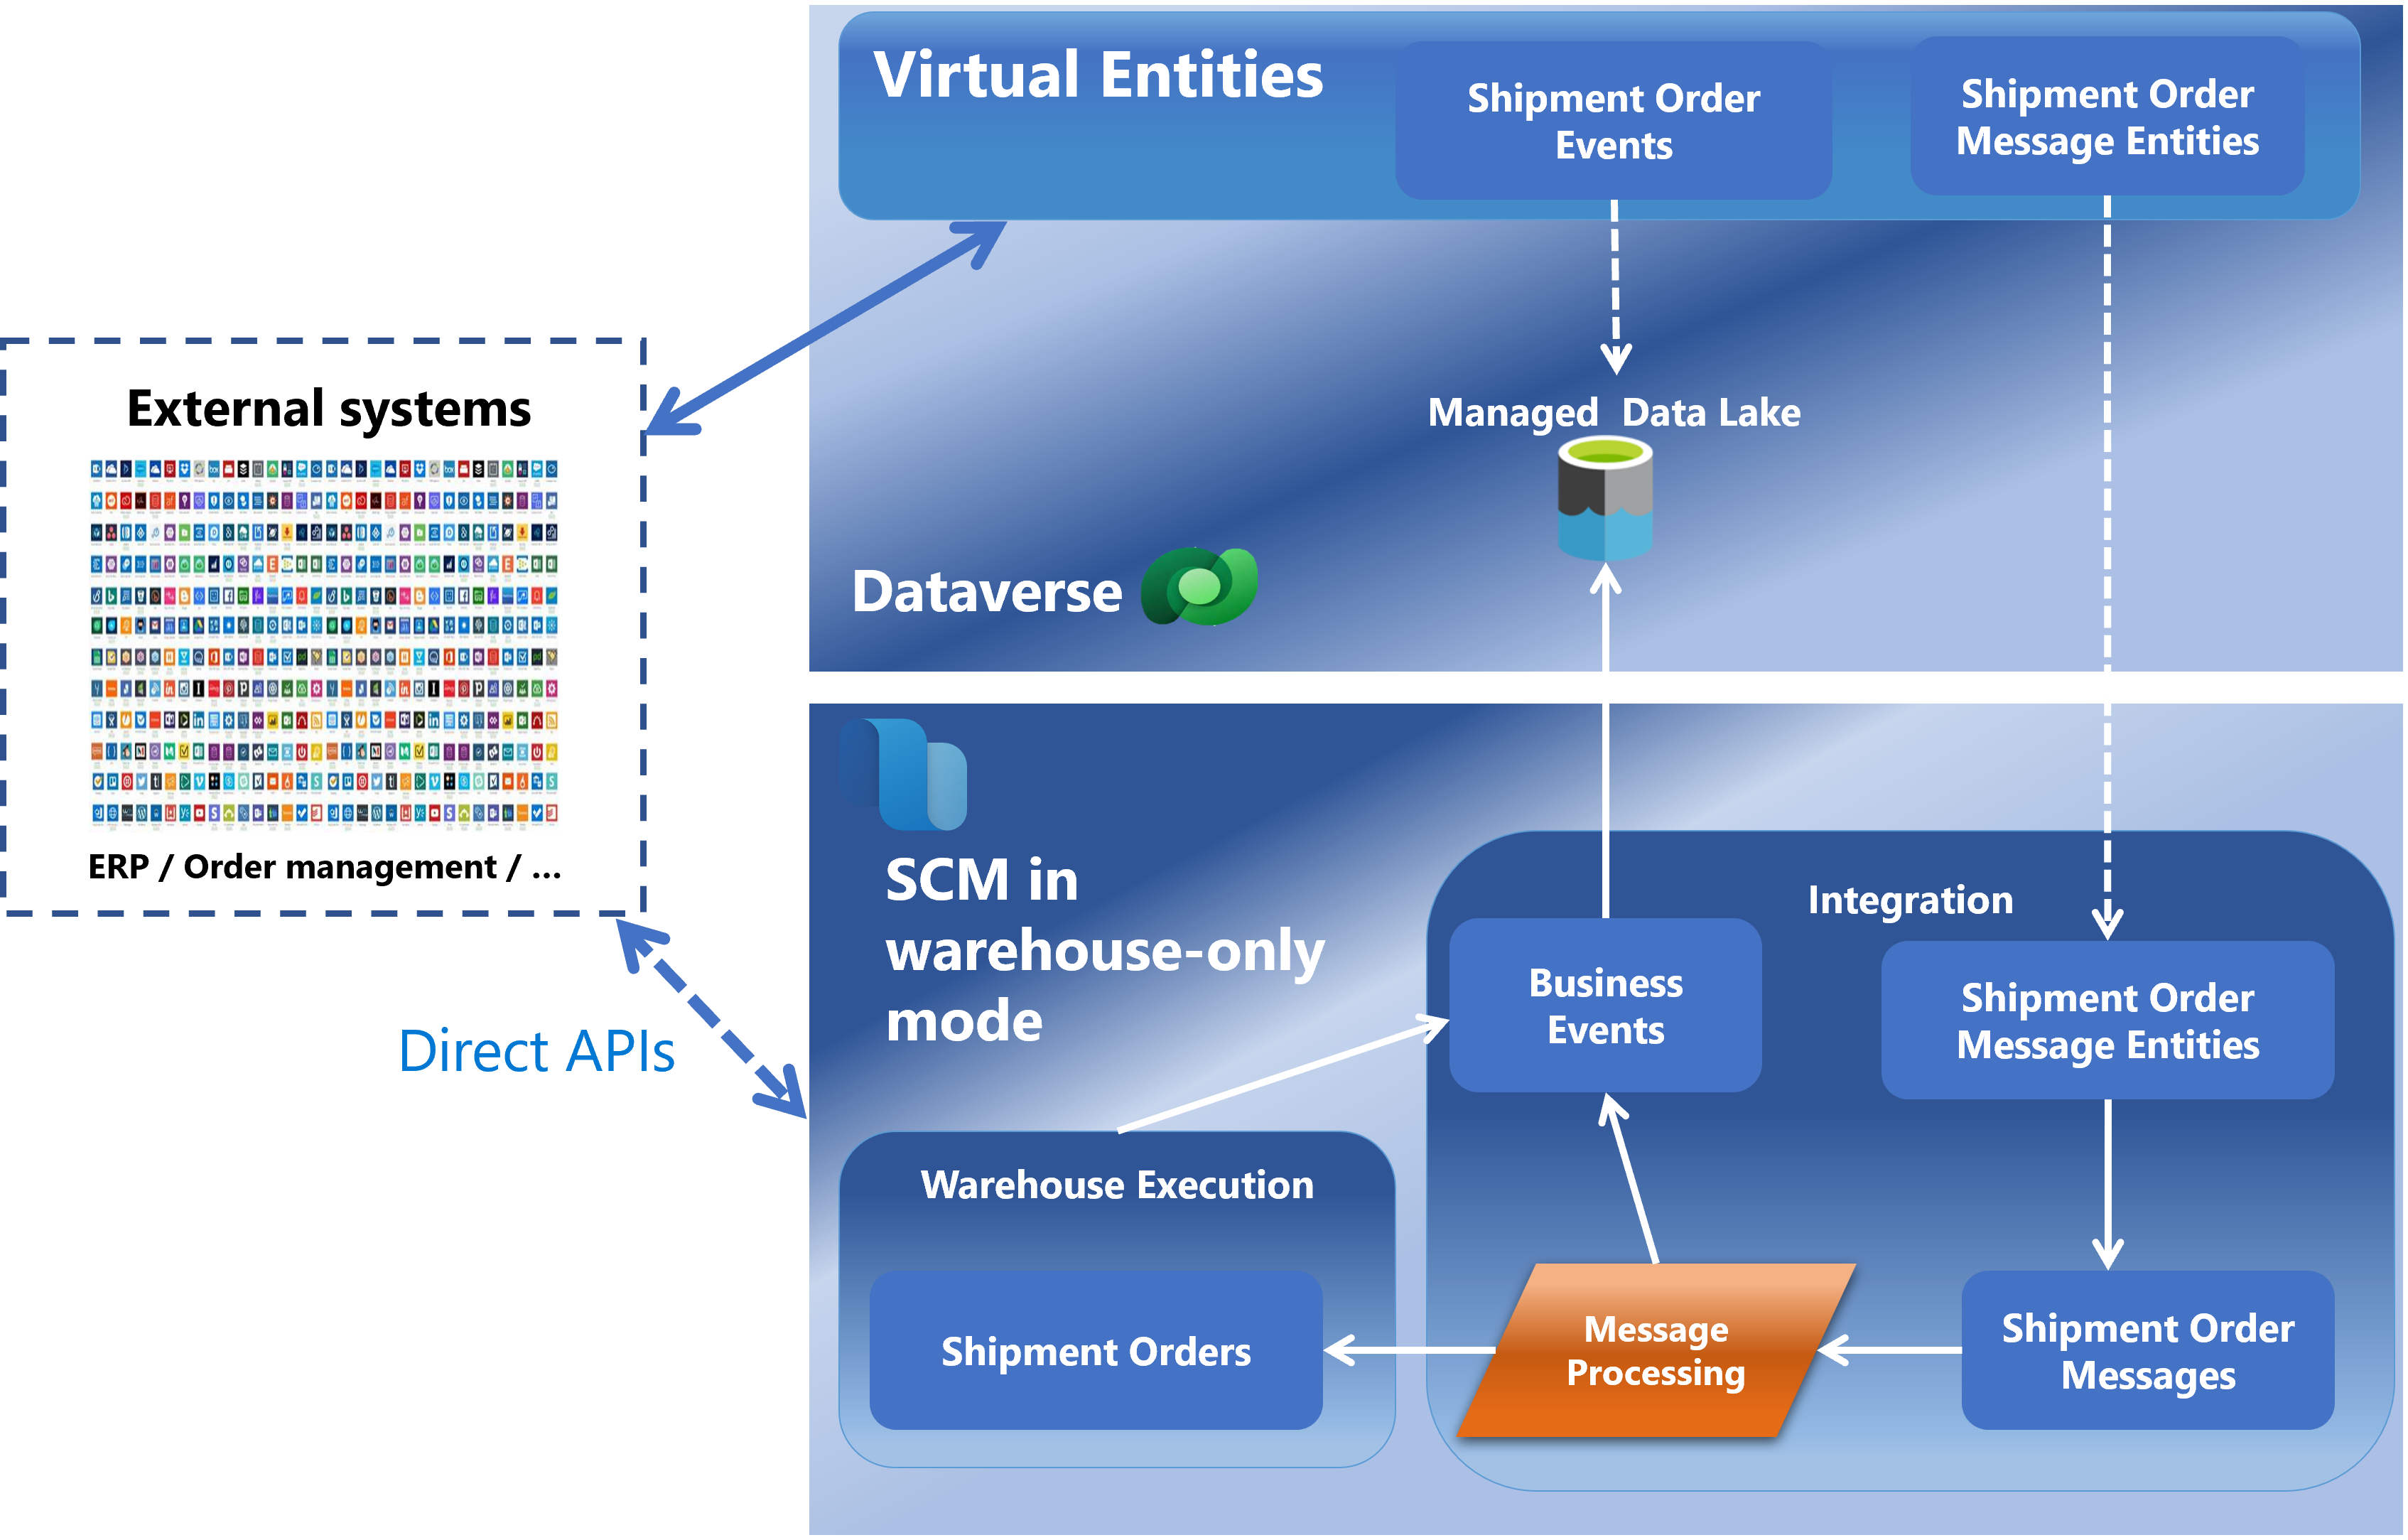 Virtual Entities
Shipment Order
Events
Shipment Order
Message Entities
External systems
ERP / Order management / ...
Managed  Data Lake
Dataverse
Direct APIs
SCM in
warehouse-only
mode
Integration
Business
Events
Shipment Order
Message Entities
Warehouse Execution
Shipment Orders
Message
Processing
Shipment Order
Messages